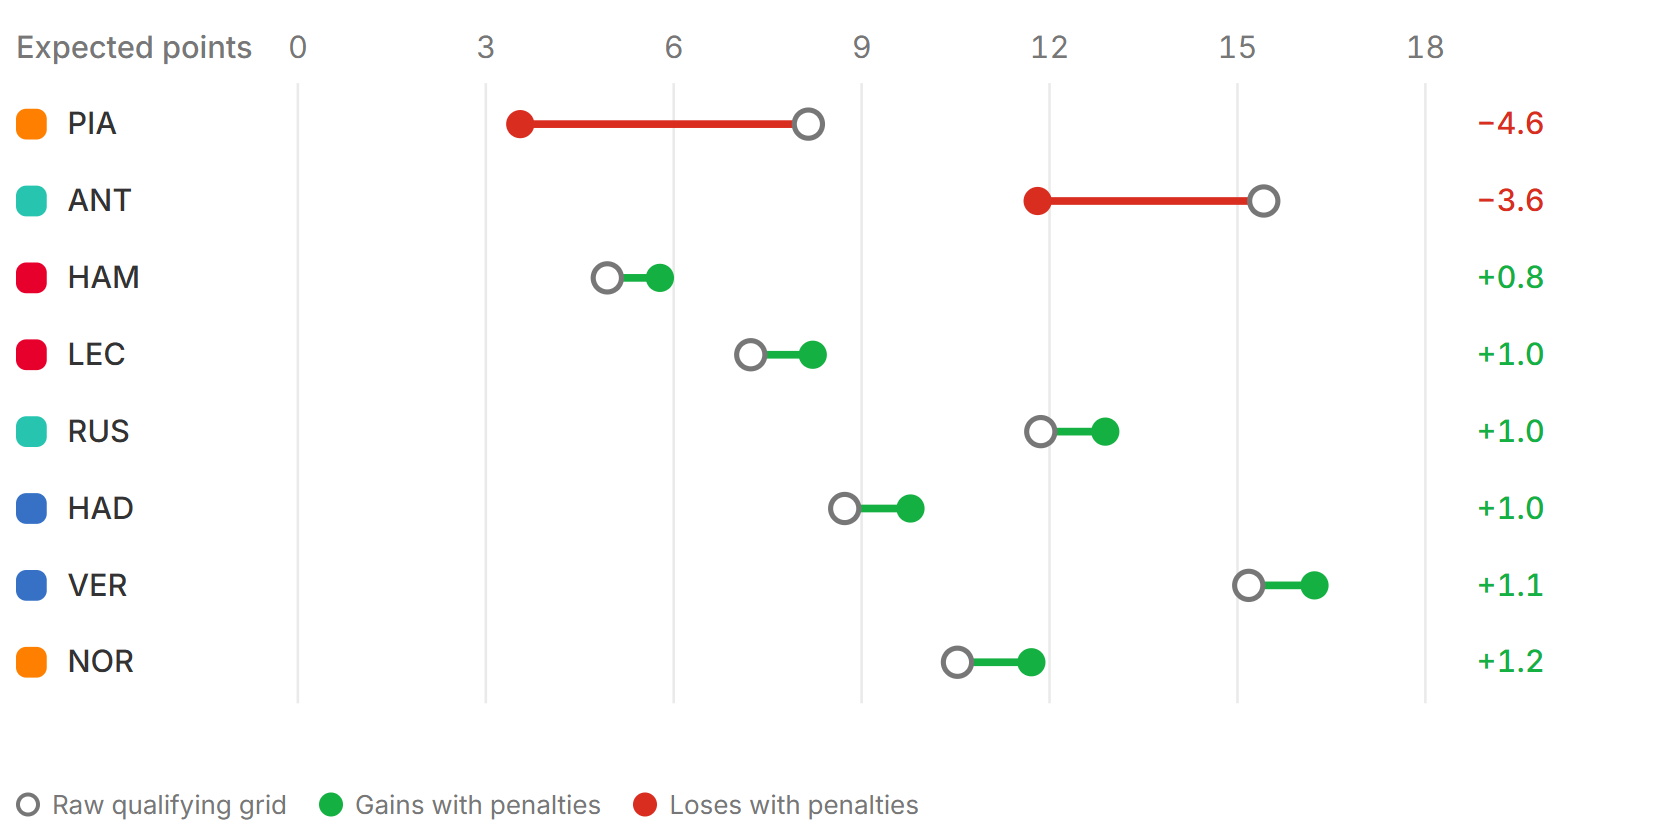 Expected points 0 3 6 9 12 15 18
PIA −4.6
ANT −3.6
HAM +0.8
LEC +1.0
RUS +1.0
HAD +1.0
VER +1.1
NOR +1.2
Raw qualifying grid Gains with penalties Loses with penalties